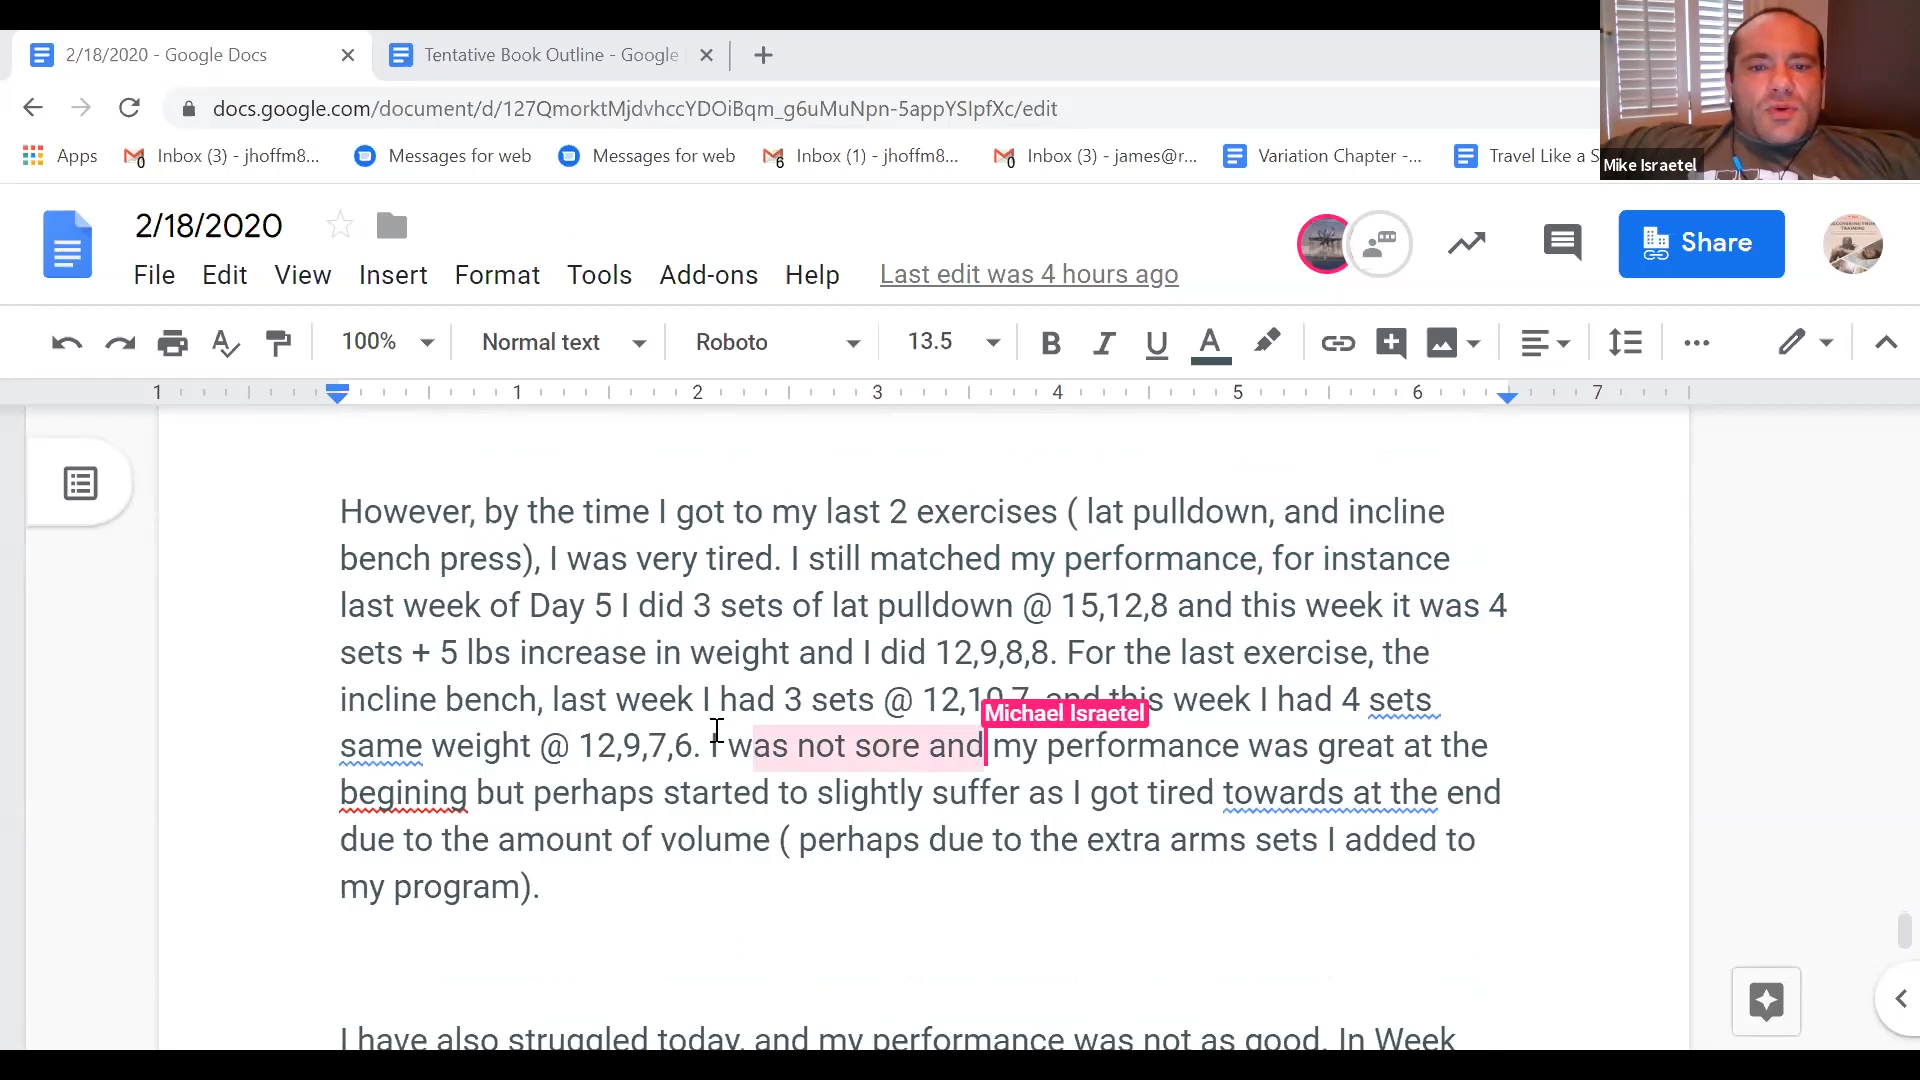 2/18/2020 - Google Docs
Tentative Book Outline - Google
docs.google.com/document/d/127QmorktMjdvhccYDOiBqm_g6uMuNpn-5appYSIpfXc/edit
Apps
Inbox (3) - jhoffm8...
Messages for web
Messages for web
Inbox (1) - jhoffm8...
Inbox (3) - james@r...
Variation Chapter -...
Travel Like a S
Mike Israetel
2/18/2020
File Edit View Insert Format Tools Add-ons Help Last edit was 4 hours ago
Share
100% Normal text Roboto 13.5 B I U A
1 1 2 3 4 5 6 7
However, by the time I got to my last 2 exercises ( lat pulldown, and incline
bench press), I was very tired. I still matched my performance, for instance
last week of Day 5 I did 3 sets of lat pulldown @ 15,12,8 and this week it was 4
sets + 5 lbs increase in weight and I did 12,9,8,8. For the last exercise, the
incline bench, last week I had 3 sets @ 12,10,7, and this week I had 4 sets
Michael Israetel
same weight @ 12,9,7,6. I was not sore and my performance was great at the
begining but perhaps started to slightly suffer as I got tired towards at the end
due to the amount of volume ( perhaps due to the extra arms sets I added to
my program).
I have also struggled today, and my performance was not as good. In Week